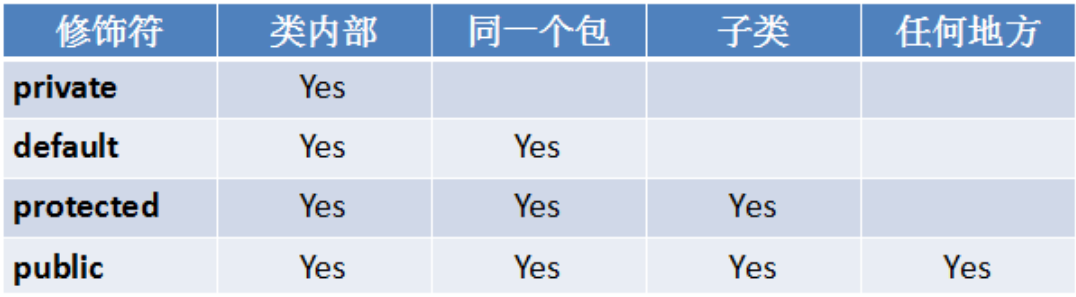 修饰符 类内部 同一个包 子类 任何地方
private Yes
default Yes Yes
protected Yes Yes Yes
public Yes Yes Yes Yes